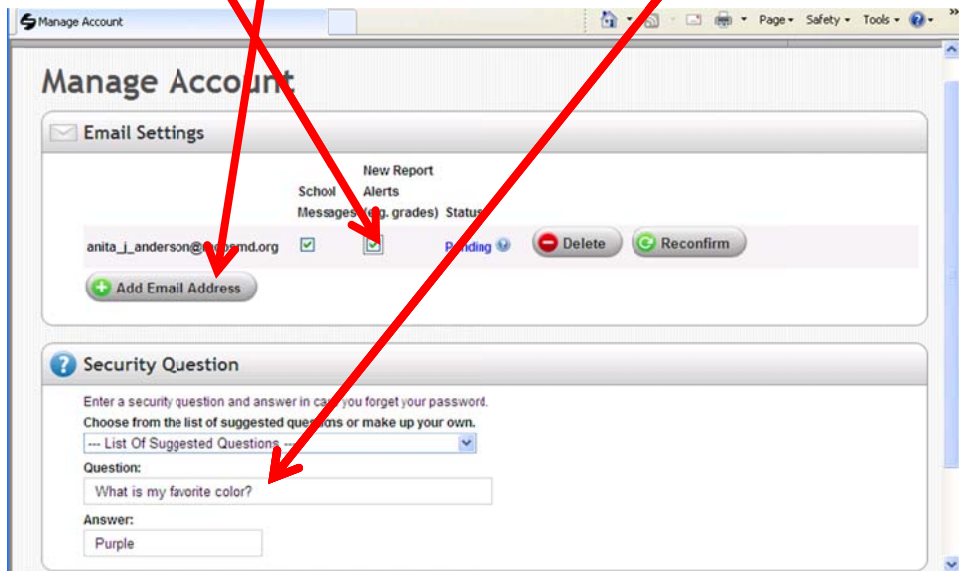 Manage Account
Page Safety Tools
»
Manage Account
Email Settings
New Report
School Alerts
Messages (e.g. grades) Status
anita_j_anderson@ Pending Delete Reconfirm
Add Email Address
Security Question
Enter a security question and answer in case you forget your password.
Choose from the list of suggested questions or make up your own.
--- List Of Suggested Questions ---
Question:
What is my favorite color?
Answer:
Purple